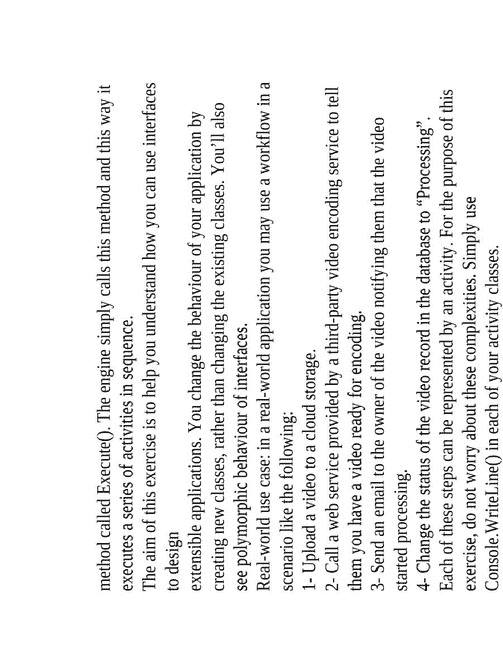 method called Execute(). The engine simply calls this method and this way it
executes a series of activities in sequence.
The aim of this exercise is to help you understand how you can use interfaces
to design
extensible applications. You change the behaviour of your application by
creating new classes, rather than changing the existing classes. You'll also
see polymorphic behaviour of interfaces.
Real-world use case: in a real-world application you may use a workflow in a
scenario like the following:
1- Upload a video to a cloud storage.
2- Call a web service provided by a third-party video encoding service to tell
them you have a video ready for encoding.
3- Send an email to the owner of the video notifying them that the video
started processing.
4- Change the status of the video record in the database to “Processing”.
Each of these steps can be represented by an activity. For the purpose of this
exercise, do not worry about these complexities. Simply use
Console.WriteLine() in each of your activity classes.